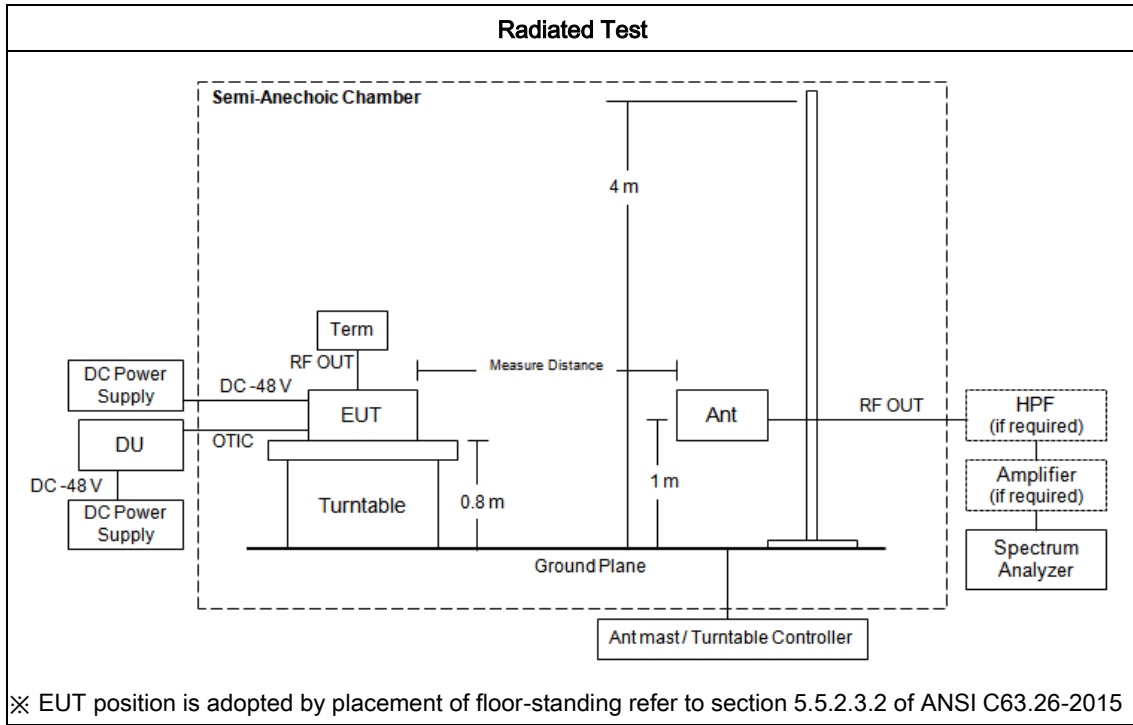 Radiated Test
Semi-Anechoic Chamber
4 m
Term
RF OUT
Measure Distance
DC Power
Supply
DC -48 V
EUT
Ant
RF OUT
HPF
(if required)
DU
OTIC
DC -48 V
1 m
Amplifier
(if required)
DC Power
Supply
Turntable
0.8 m
Spectrum
Analyzer
Ground Plane
Ant mast / Turntable Controller
※ EUT position is adopted by placement of floor-standing refer to section 5.5.2.3.2 of ANSI C63.26-2015